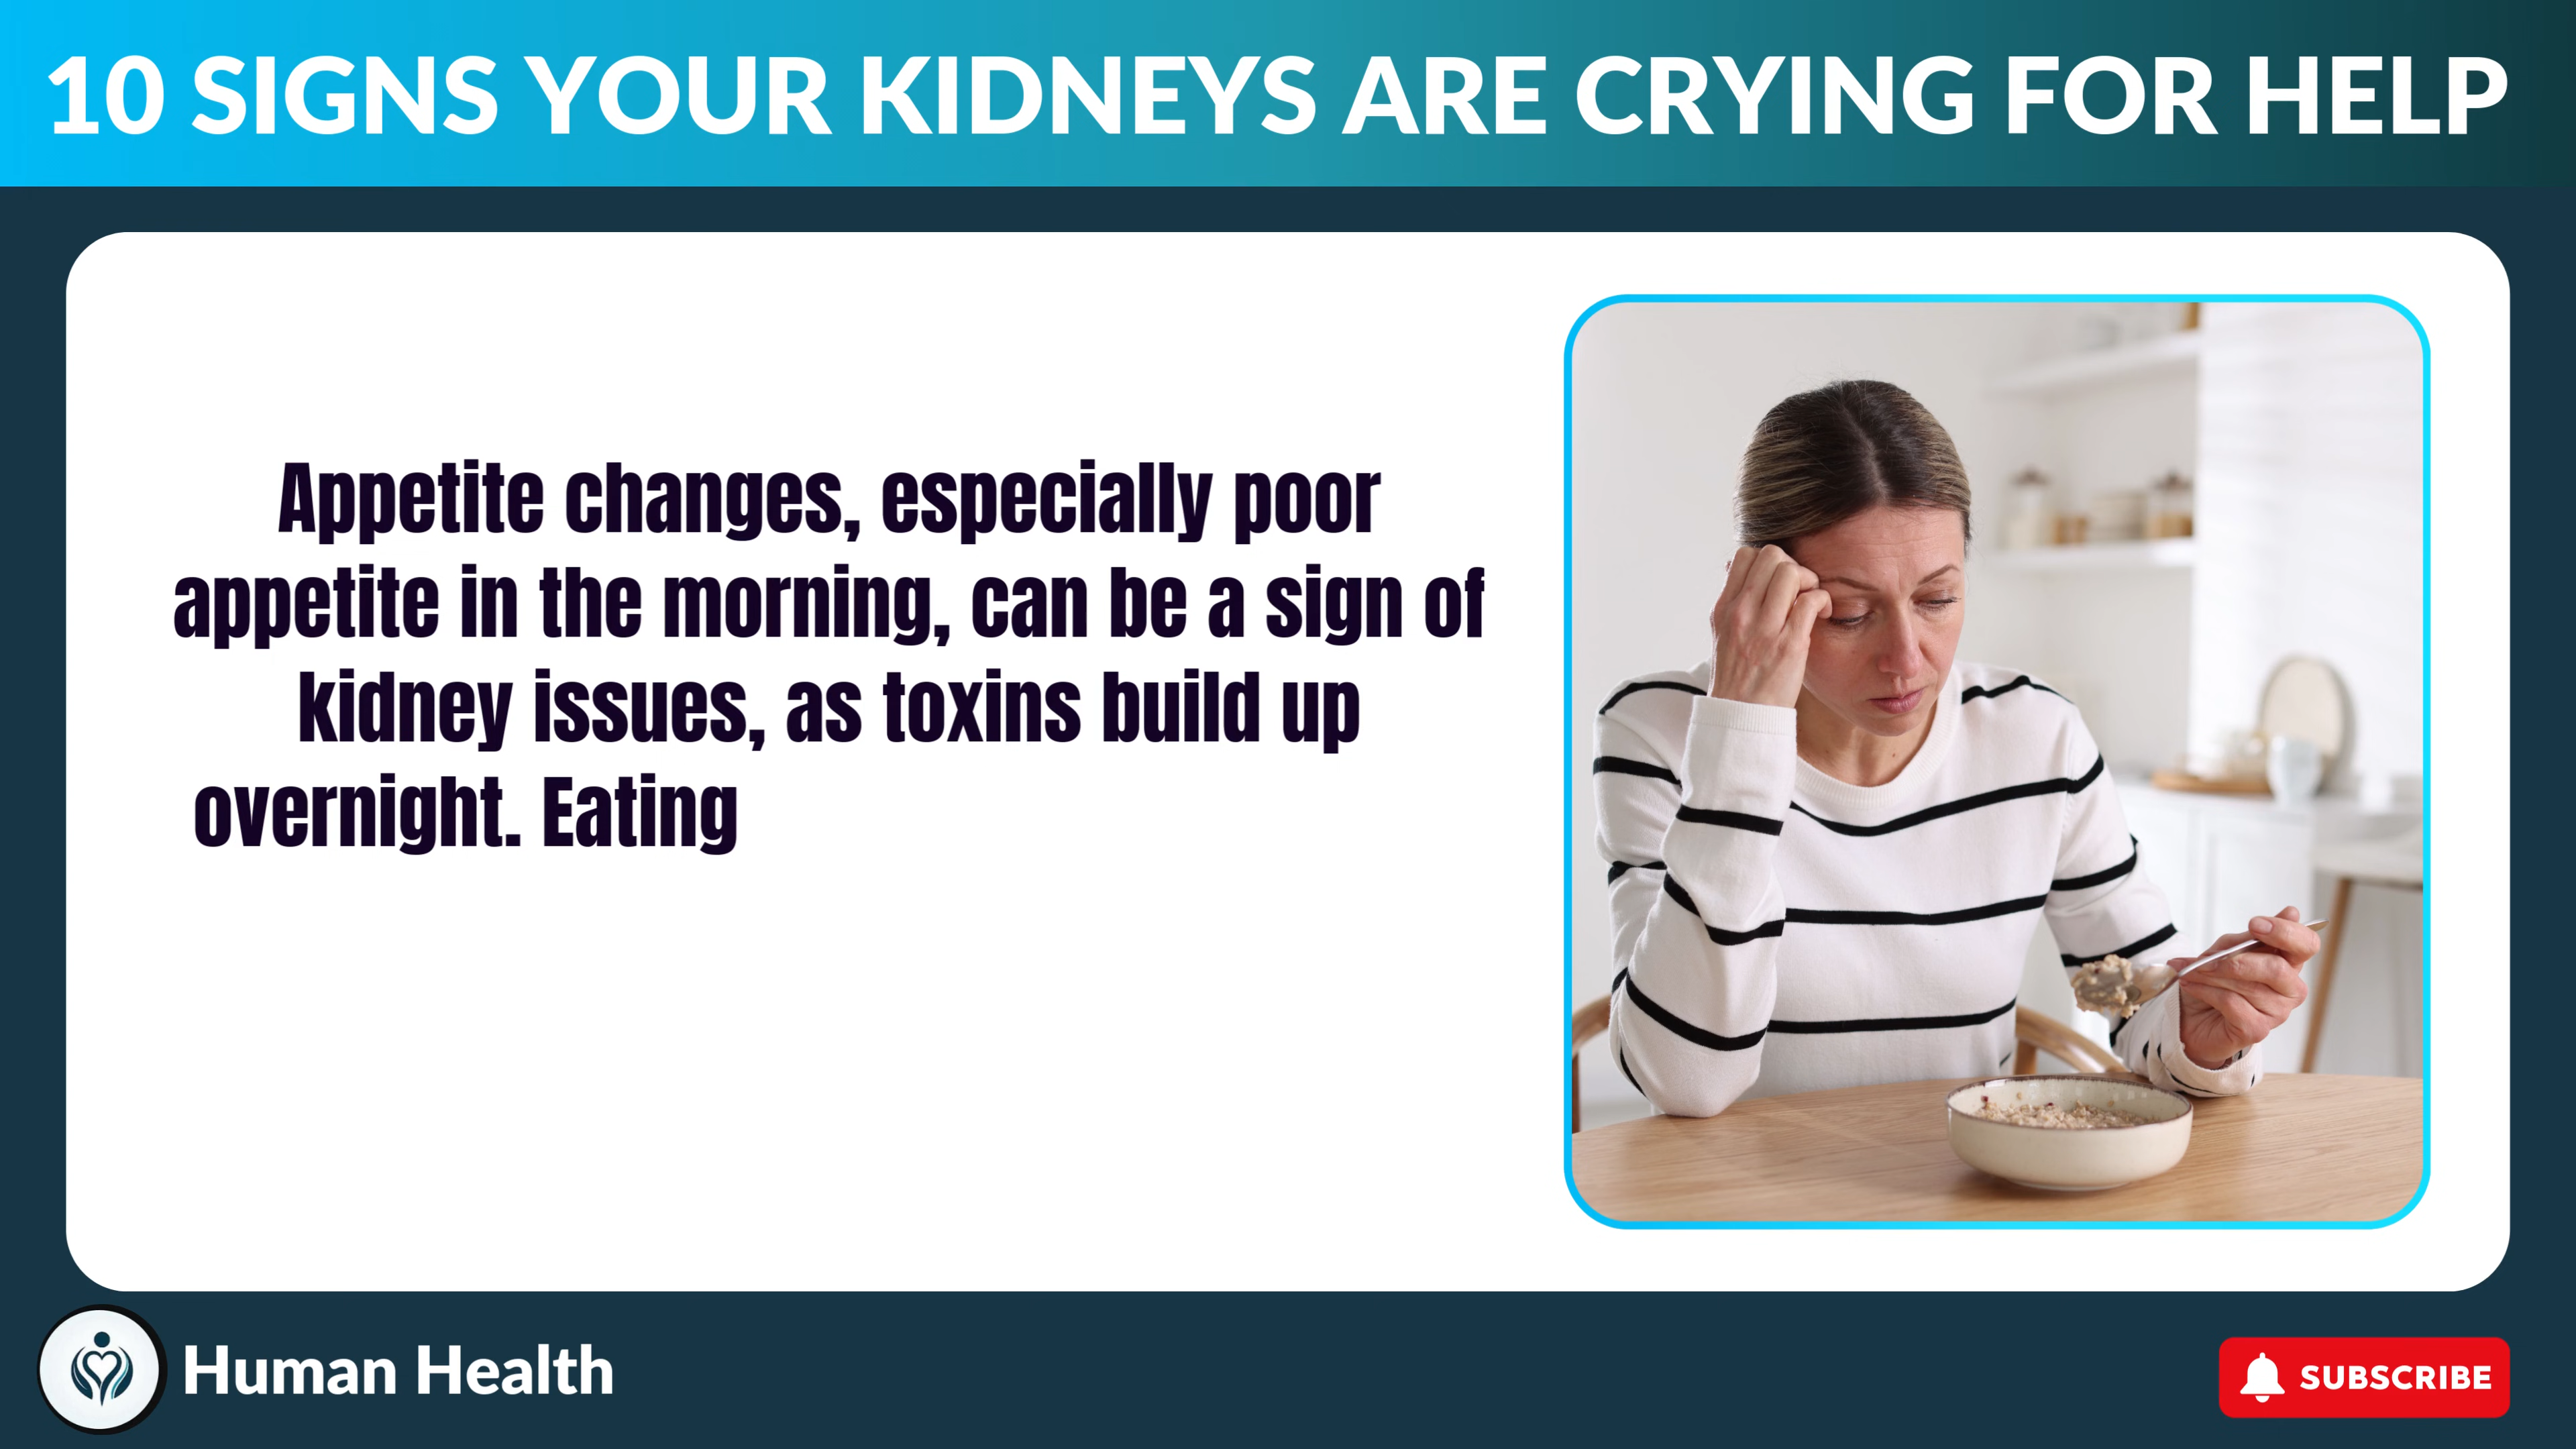 10 SIGNS YOUR KIDNEYS ARE CRYING FOR HELP
Appetite changes, especially poor
appetite in the morning, can be a sign of
kidney issues, as toxins build up
overnight. Eating
Human Health
SUBSCRIBE